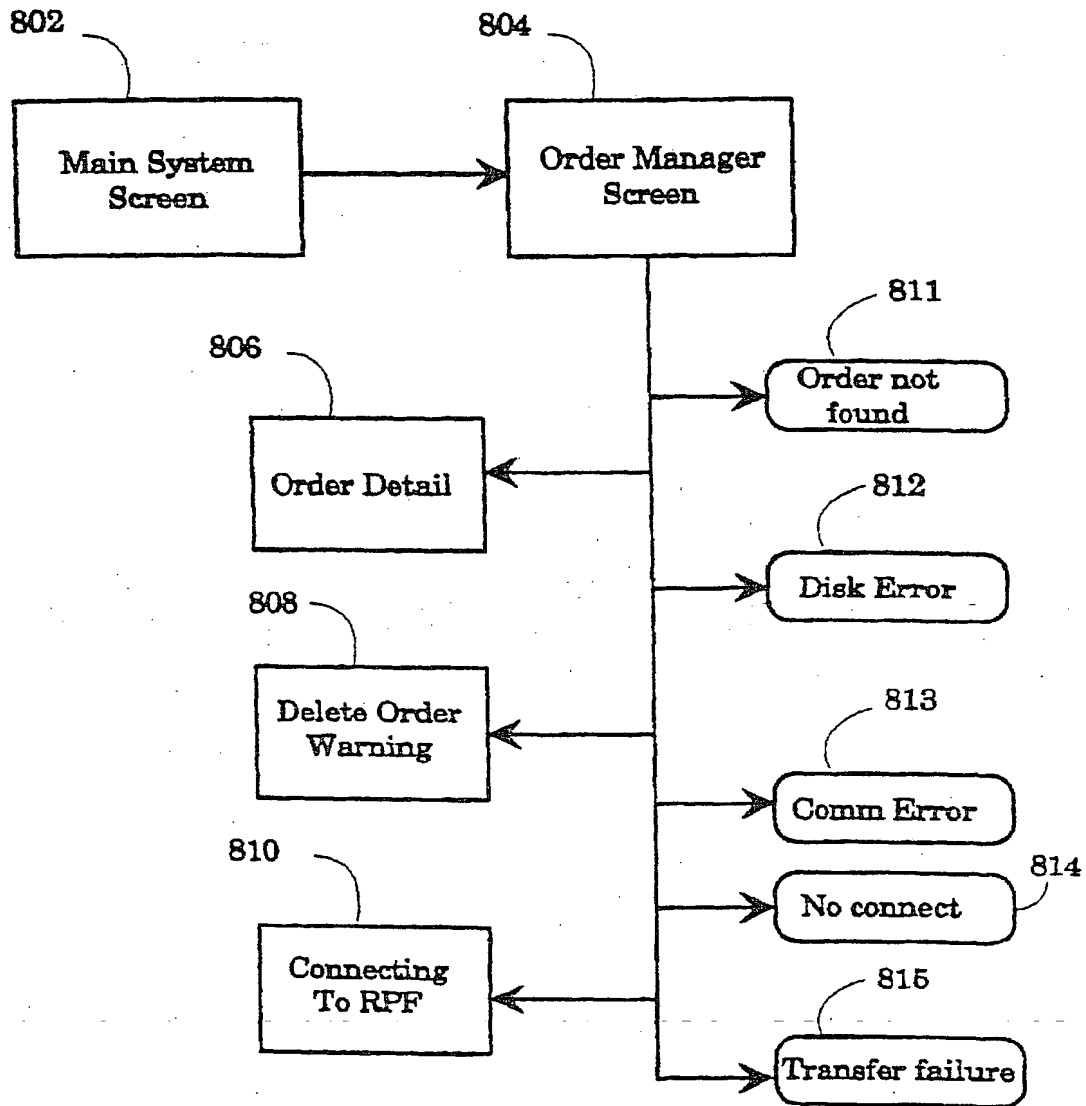 802
804
Main System
Screen
Order Manager
Screen
811
Order not
found
806
Order Detail
812
Disk Error
808
Delete Order
Warning
813
Comm Error
810
814
No connect
Connecting
To RPF
815
Transfer failure